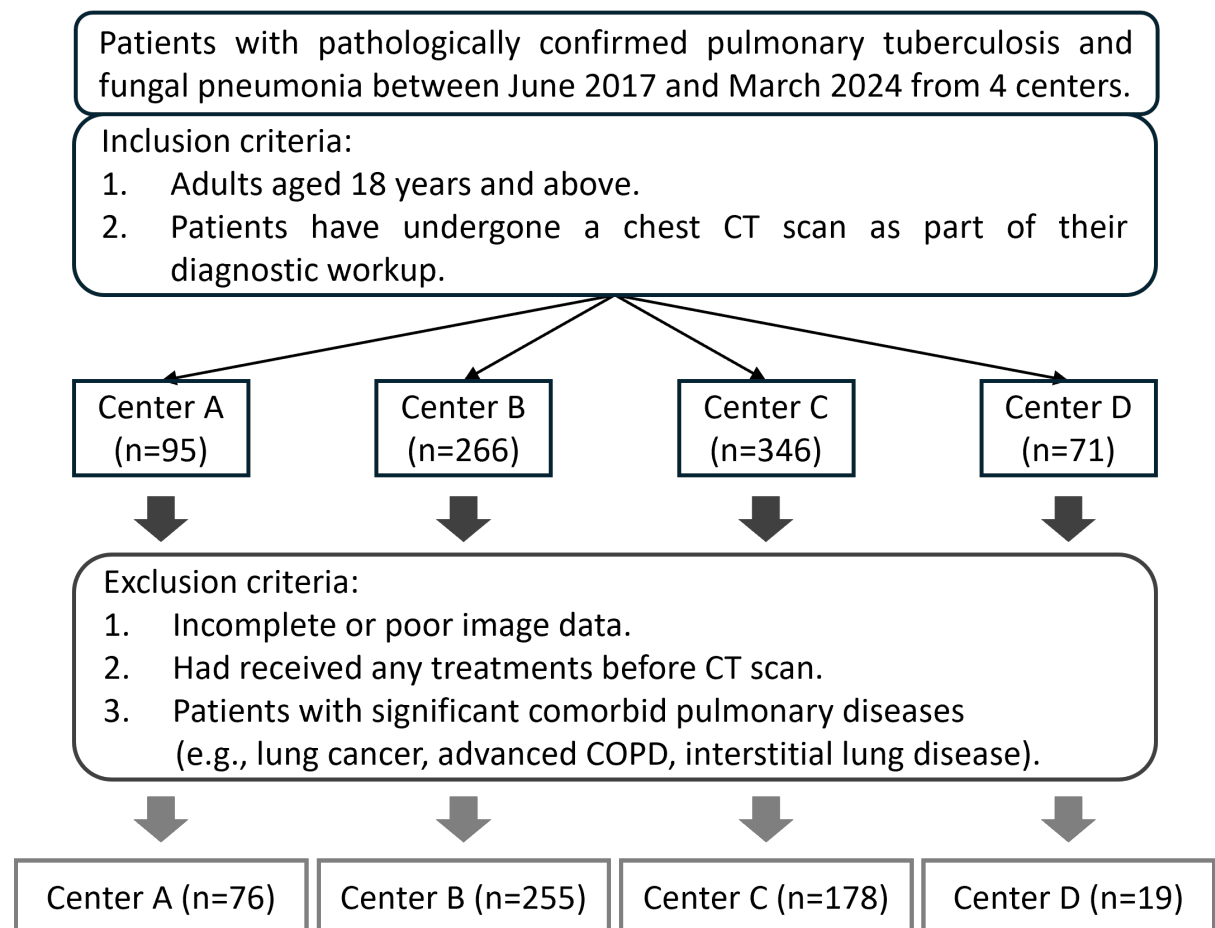 Patients with pathologically confirmed pulmonary tuberculosis and
fungal pneumonia between June 2017 and March 2024 from 4 centers.
Inclusion criteria:
1. Adults aged 18 years and above.
2. Patients have undergone a chest CT scan as part of their
diagnostic workup.
Center A
(n=95)
Center B
(n=266)
Center C
(n=346)
Center D
(n=71)
Exclusion criteria:
1. Incomplete or poor image data.
2. Had received any treatments before CT scan.
3. Patients with significant comorbid pulmonary diseases
(e.g., lung cancer, advanced COPD, interstitial lung disease).
Center A (n=76)
Center B (n=255)
Center C (n=178)
Center D (n=19)